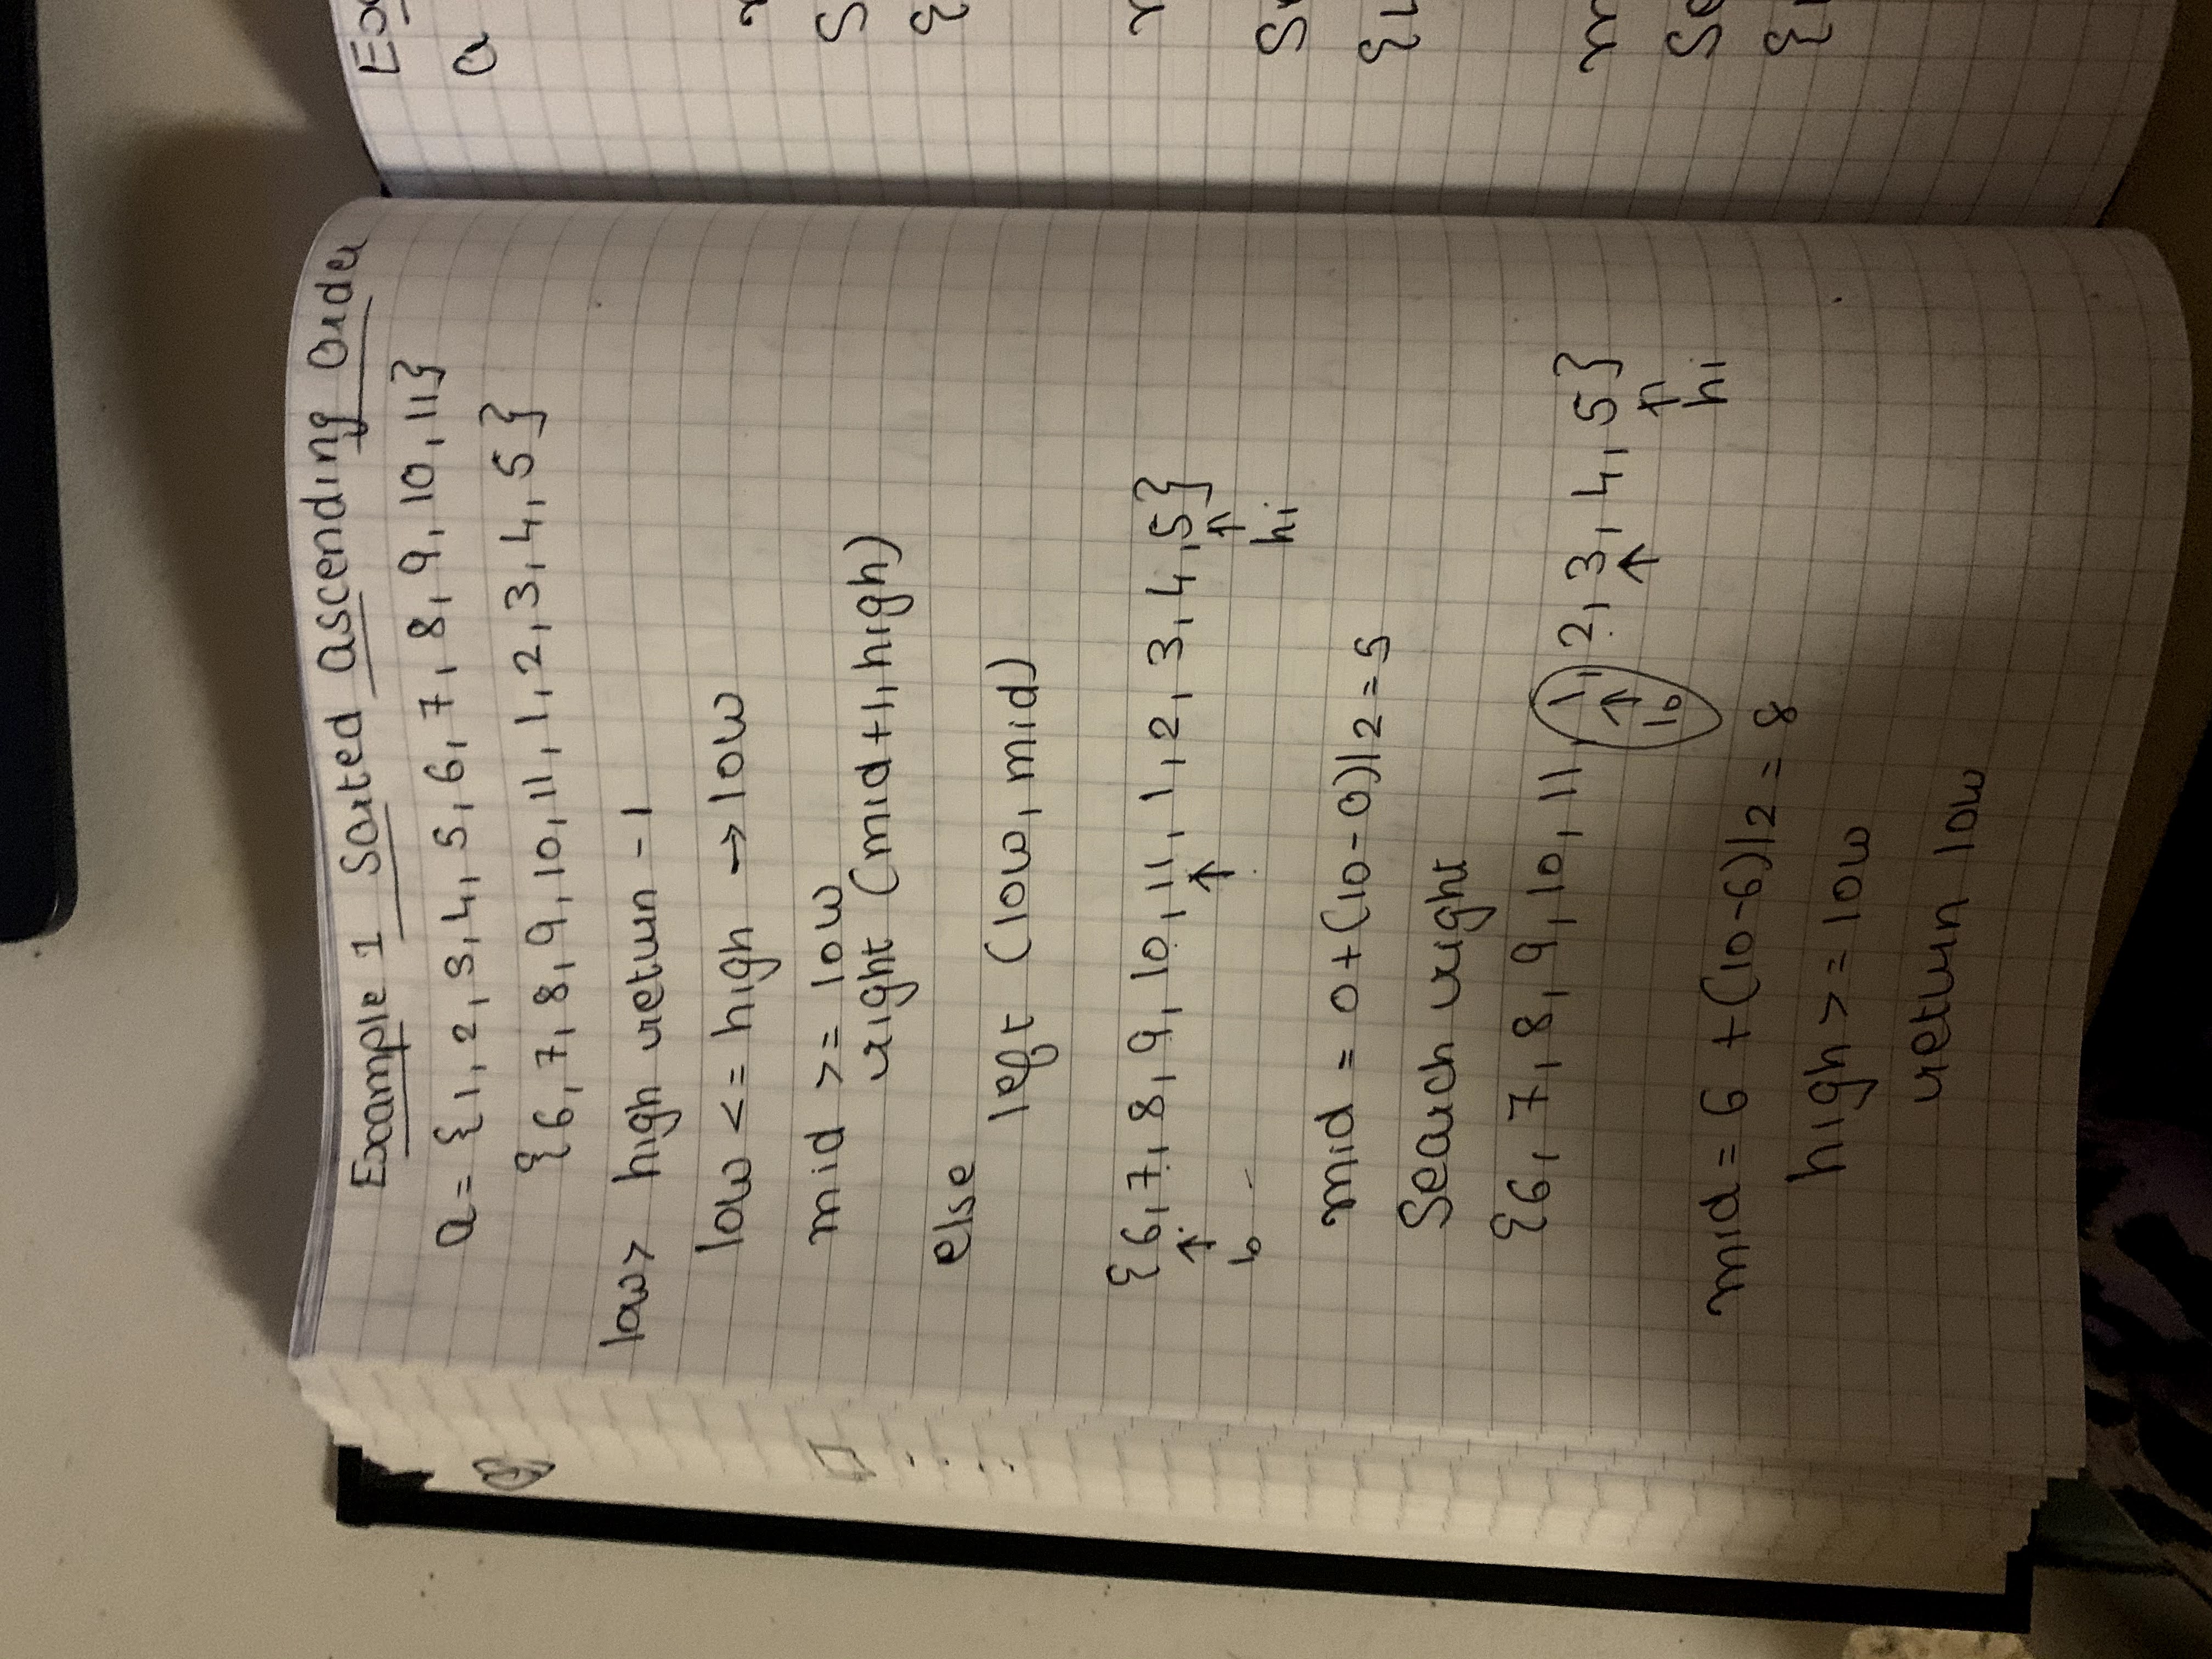 Example 1 Sorted ascending Order
a = {1, 2, 3, 4, 5, 6, 7, 8, 9, 10, 11}
{6, 7, 8, 9, 10, 11, 1, 2, 3, 4, 5}
low > high return -1
low <= high → low
mid >= low
right (mid+1, high)
else
left (low, mid)
{6, 7, 8, 9, 10, 11, 1, 2, 3, 4, 5}
↑ ↑ ↑
lo hi
mid = 0+(10-0)/2 = 5
Search right
{6, 7, 8, 9, 10, 11, 1, 2, 3, 4, 5}
↑ ↑ ↑
lo hi
mid = 6 +(10-6)/2 = 8
high >= low
return low
a